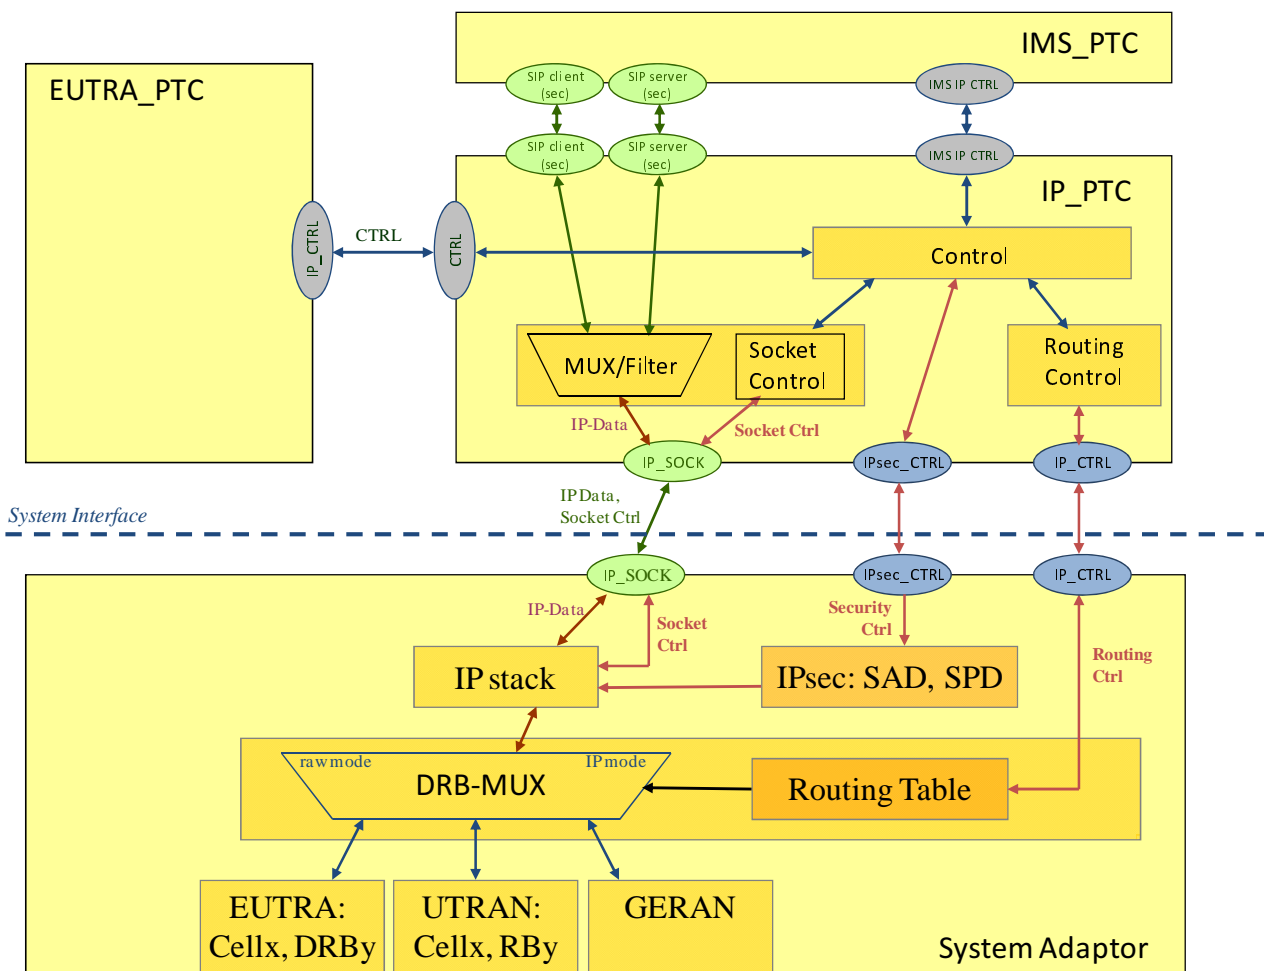 IMS_PTC
EUTRA_PTC
SIP client
(sec)
SIP server
(sec)
IMS IP CTRL
SIP client
(sec)
SIP server
(sec)
IMS IP CTRL
IP_PTC
IP_CTRL
CTRL
CTRL
Control
MUX/Filter
Socket
Control
Routing
Control
IP-Data
Socket Ctrl
IP_SOCK
IPsec_CTRL
IP_CTRL
IP Data,
Socket Ctrl
System Interface
IP_SOCK
IPsec_CTRL
IP_CTRL
IP-Data
Socket
Ctrl
Security
Ctrl
Routing
Ctrl
IP stack
IPsec: SAD, SPD
raw mode
IP mode
DRB-MUX
Routing Table
EUTRA:
Cellx, DRBy
UTRAN:
Cellx, RBy
GERAN
System Adaptor